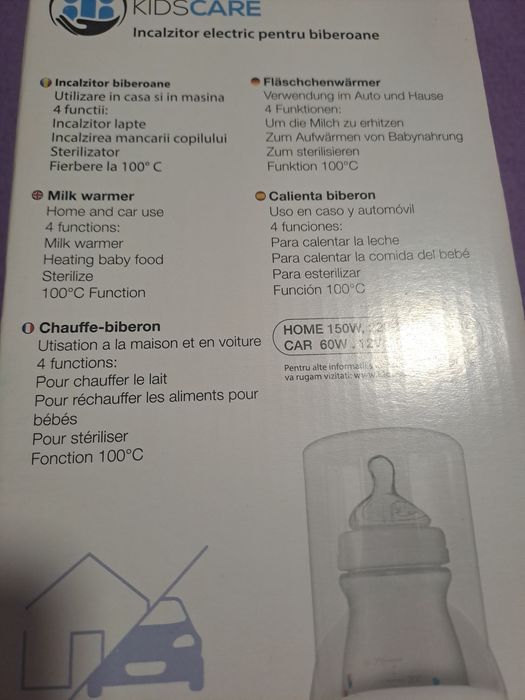 KIDSCARE
Incalzitor electric pentru biberoane
Incalzitor biberoane
Utilizare in casa si in masina
4 functii:
Incalzitor lapte
Incalzirea mancarii copilului
Sterilizator
Fierbere la 100° C
Fläschchenwärmer
Verwendung im Auto und Hause
4 Funktionen:
Um die Milch zu erhitzen
Zum Aufwärmen von Babynahrung
Zum sterilisieren
Funktion 100°C
Milk warmer
Home and car use
4 functions:
Milk warmer
Heating baby food
Sterilize
100°C Function
Calienta biberon
Uso en caso y automóvil
4 funciones:
Para calentar la leche
Para calentar la comida del bebé
Para esterilizar
Función 100°C
Chauffe-biberon
Utisation a la maison et en voiture
4 functions:
Pour chauffer le lait
Pour réchauffer les aliments pour
bébés
Pour stériliser
Fonction 100°C
HOME 150W,
CAR 60W
Pentru alte
va rugam vizitati: